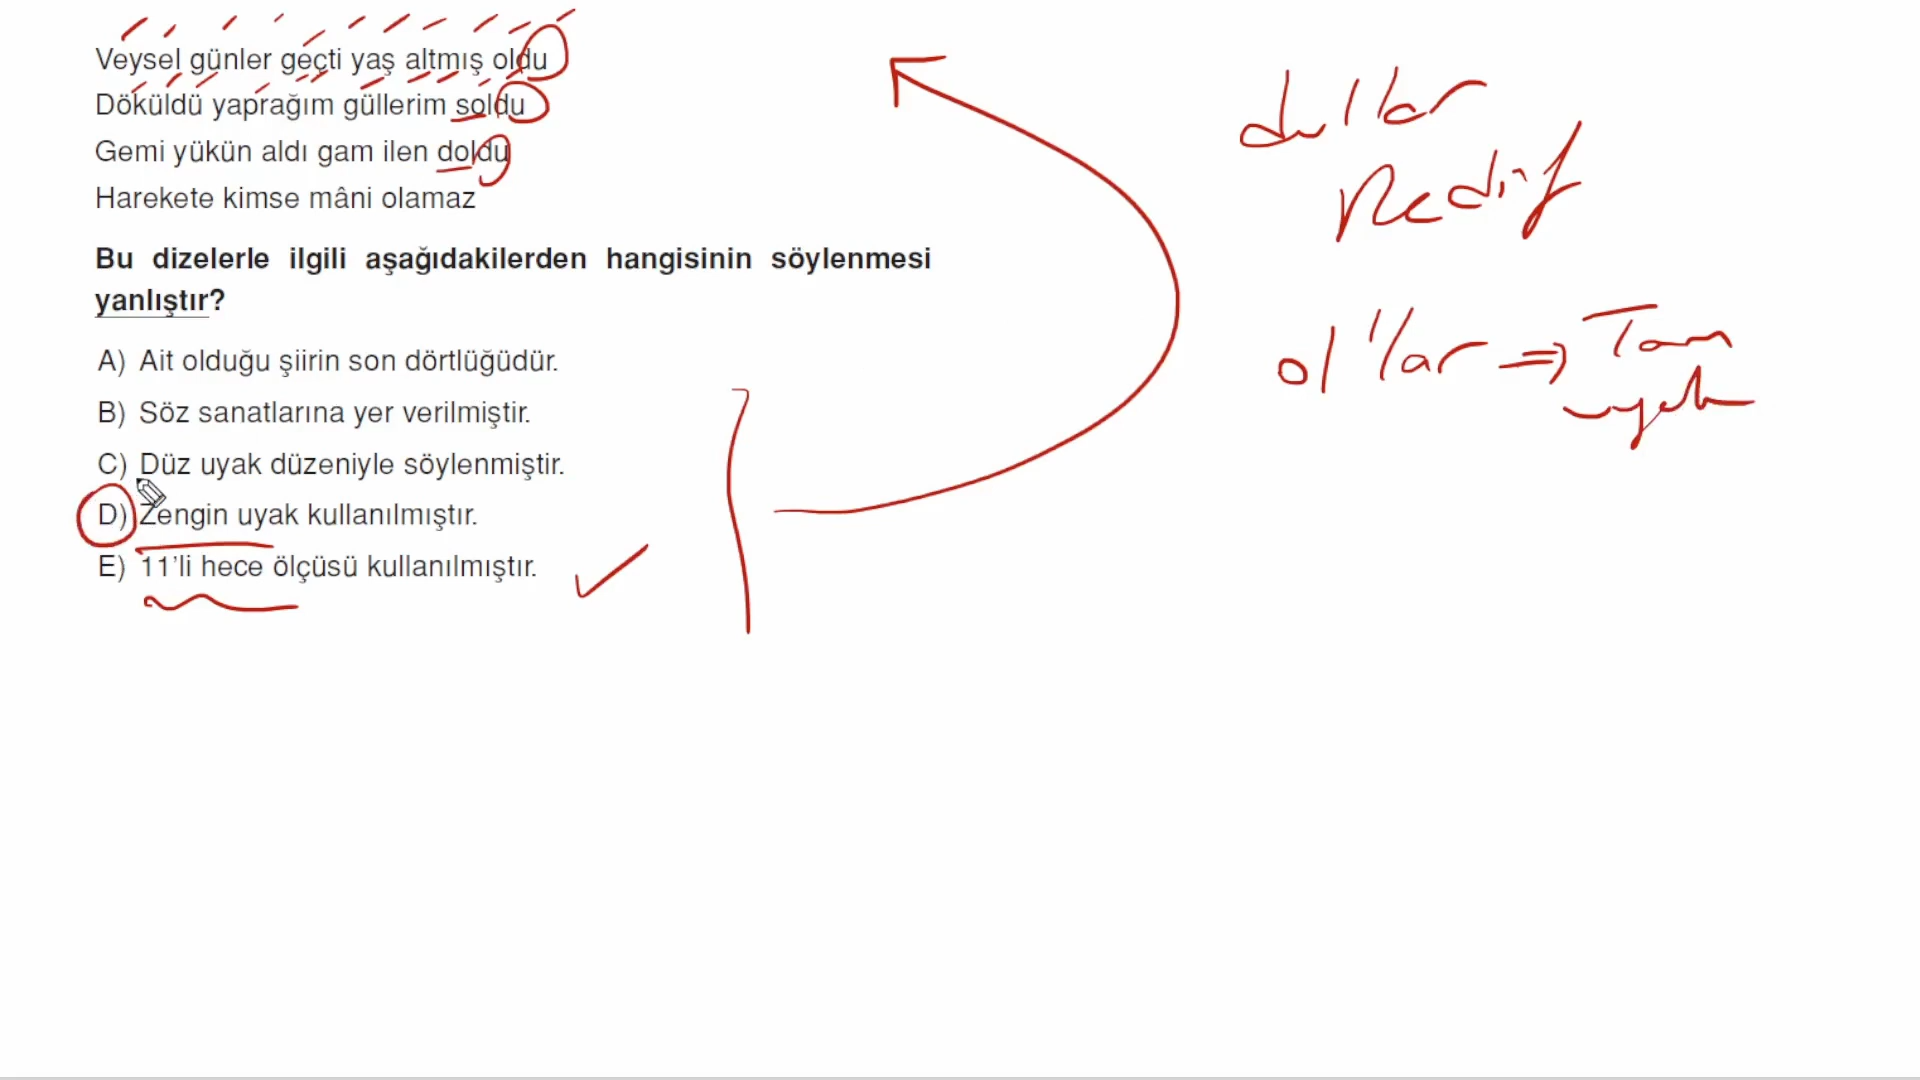 Veysel günler geçti yaş altmış oldu
Döküldü yaprağım güllerim soldu
Gemi yükün aldı gam ilen doldu
Harekete kimse mâni olamaz
Bu dizelerle ilgili aşağıdakilerden hangisinin söylenmesi
yanlıştır?
A) Ait olduğu şiirin son dörtlüğüdür.
B) Söz sanatlarına yer verilmiştir.
C) Düz uyak düzeniyle söylenmiştir.
D) Zengin uyak kullanılmıştır.
E) 11'li hece ölçüsü kullanılmıştır.
du'lar
Redif
ol'lar ⇒ Tam
uyak